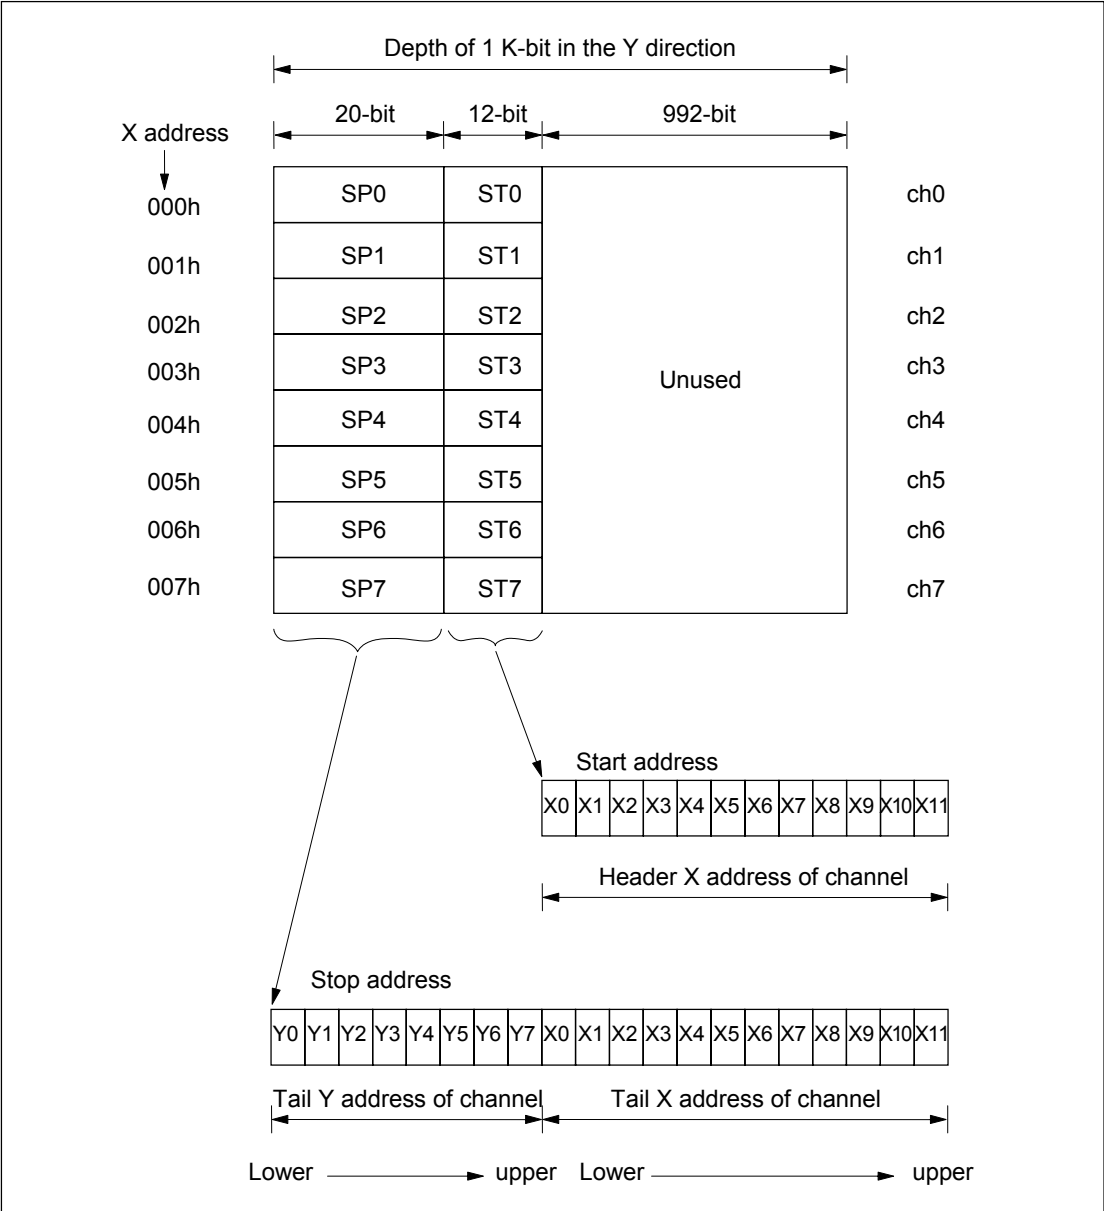 Depth of 1 K-bit in the Y direction
20-bit 12-bit 992-bit
X address
000h SP0 ST0 ch0
001h SP1 ST1 ch1
002h SP2 ST2 ch2
003h SP3 ST3 Unused ch3
004h SP4 ST4 ch4
005h SP5 ST5 ch5
006h SP6 ST6 ch6
007h SP7 ST7 ch7
Start address
X0 X1 X2 X3 X4 X5 X6 X7 X8 X9 X10 X11
Header X address of channel
Stop address
Y0 Y1 Y2 Y3 Y4 Y5 Y6 Y7 X0 X1 X2 X3 X4 X5 X6 X7 X8 X9 X10 X11
Tail Y address of channel Tail X address of channel
Lower upper Lower upper